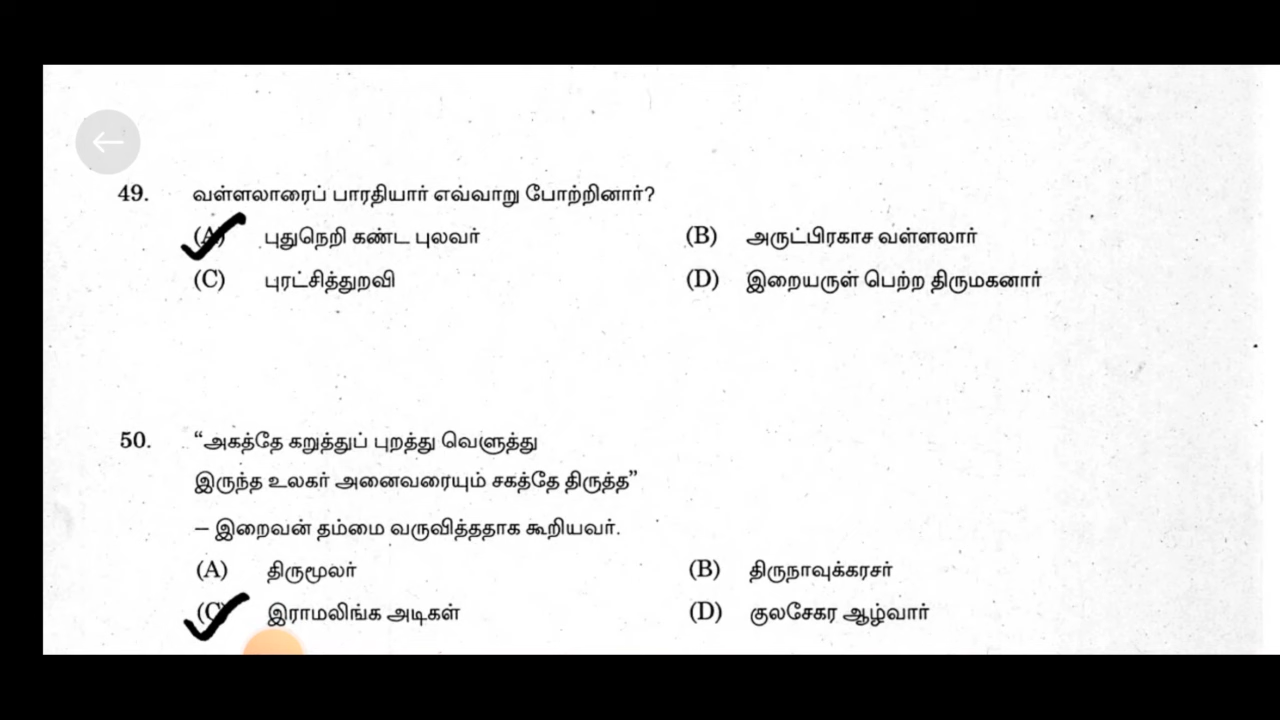 49. வள்ளலாரைப் பாரதியார் எவ்வாறு போற்றினார்?
(A) புதுநெறி கண்ட புலவர் (B) அருட்பிரகாச வள்ளலார்
(C) புரட்சித்துறவி (D) இறையருள் பெற்ற திருமகனார்
50. “அகத்தே கறுத்துப் புறத்து வெளுத்து
இருந்த உலகர் அனைவரையும் சகத்தே திருத்த”
– இறைவன் தம்மை வருவித்ததாக கூறியவர்.
(A) திருமூலர் (B) திருநாவுக்கரசர்
(C) இராமலிங்க அடிகள் (D) குலசேகர ஆழ்வார்